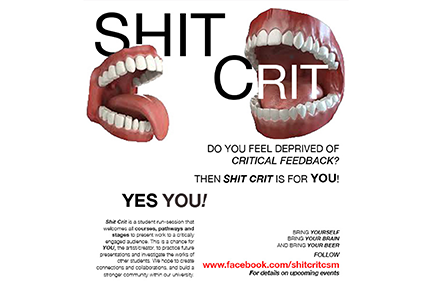 SHIT
CRIT
DO YOU FEEL DEPRIVED OF
CRITICAL FEEDBACK?
THEN SHIT CRIT IS FOR YOU!
YES YOU!
Shit Crit is a student run-session that
welcomes all courses, pathways and
stages to present work to a critically
engaged audience. This is a chance for
YOU, the artist/creator, to practice future
presentations and investigate the works of
other students. We hope to create
connections and collaborations, and build a
stronger community within our university.
BRING YOURSELF
BRING YOUR BRAIN
AND BRING YOUR BEER
FOLLOW
www.facebook.com/shitcritcsm
For details on upcoming events